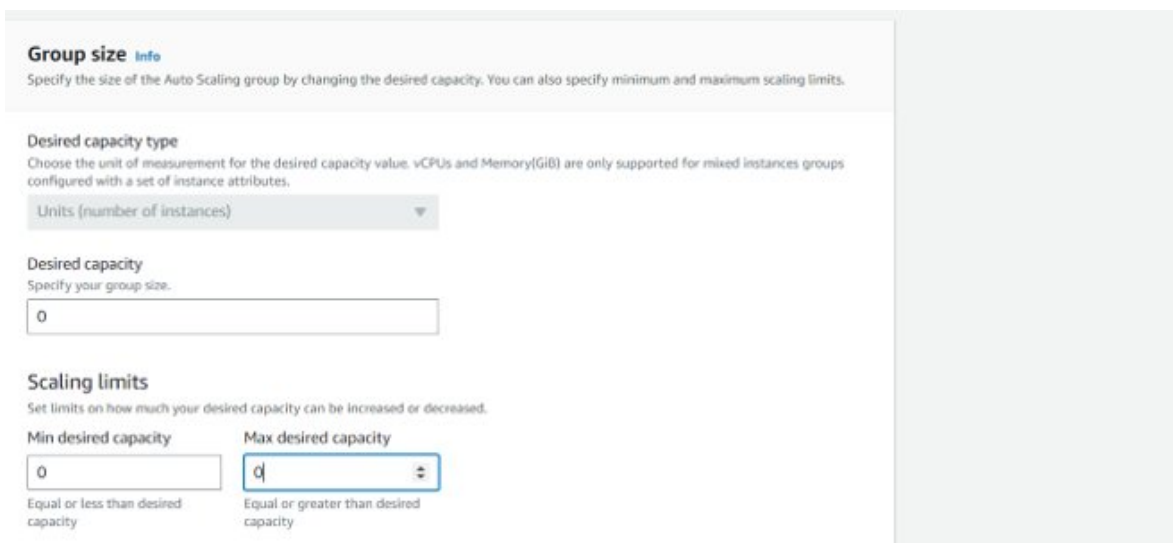 Group size Info
Specify the size of the Auto Scaling group by changing the desired capacity. You can also specify minimum and maximum scaling limits.
Desired capacity type
Choose the unit of measurement for the desired capacity value. vCPUs and Memory(GiB) are only supported for mixed instances groups
configured with a set of instance attributes.
Units (number of instances)
Desired capacity
Specify your group size.
0
Scaling limits
Set limits on how much your desired capacity can be increased or decreased.
Min desired capacity Max desired capacity
0 0
Equal or less than desired Equal or greater than desired
capacity capacity